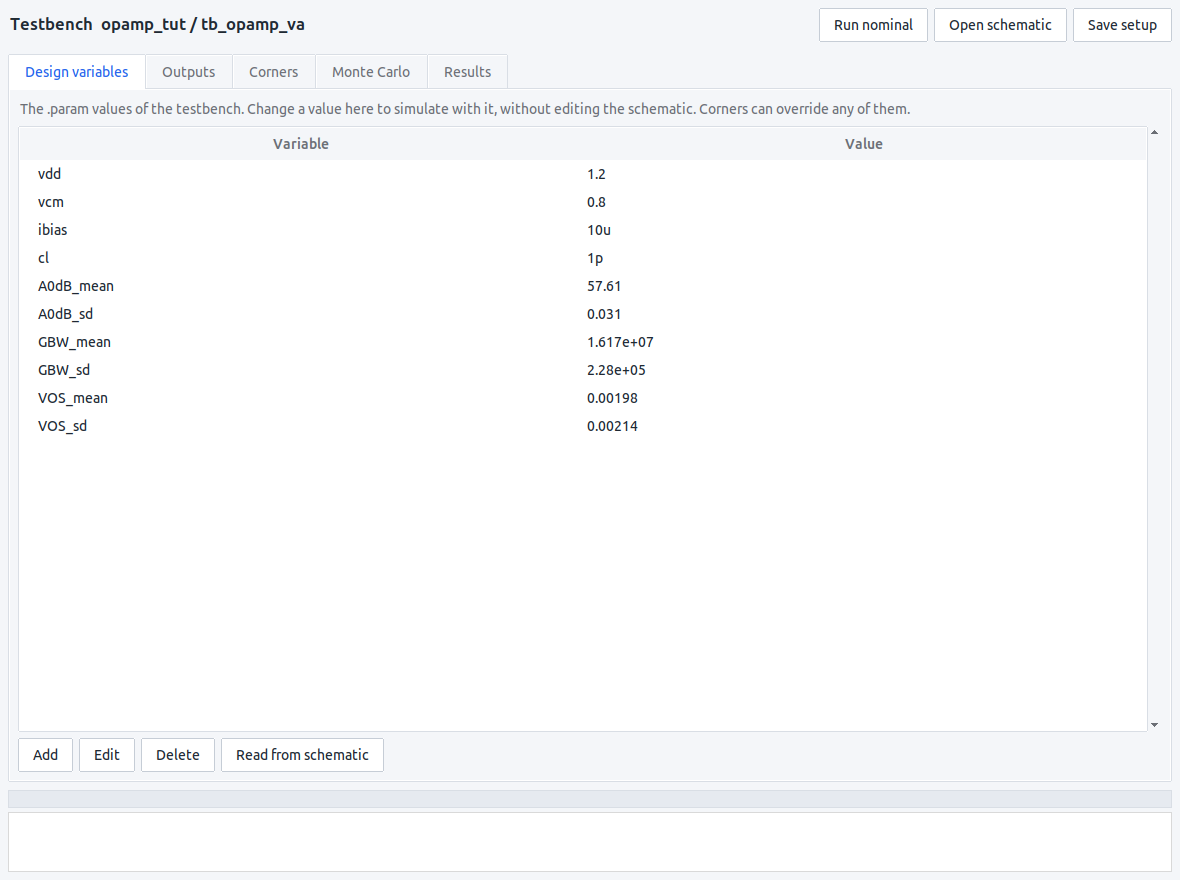 Testbench opamp_tut / tb_opamp_va
Run nominal Open schematic Save setup
Design variables Outputs Corners Monte Carlo Results
The .param values of the testbench. Change a value here to simulate with it, without editing the schematic. Corners can override any of them.
Variable Value
vdd 1.2
vcm 0.8
ibias 10u
cl 1p
A0dB_mean 57.61
A0dB_sd 0.031
GBW_mean 1.617e+07
GBW_sd 2.28e+05
VOS_mean 0.00198
VOS_sd 0.00214
Add Edit Delete Read from schematic